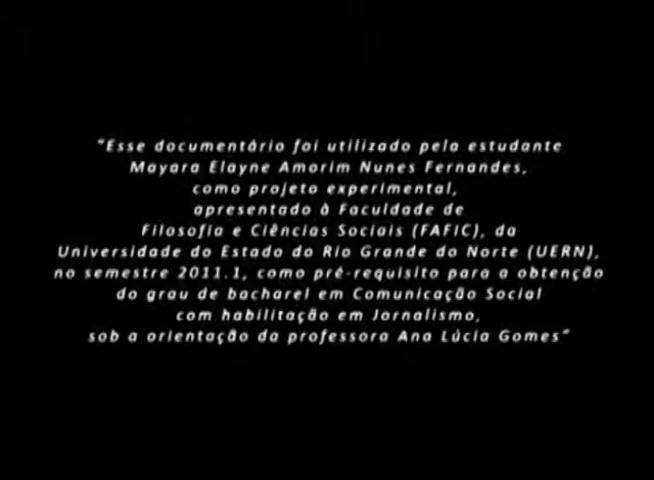 "Esse documentário foi utilizado pela estudante
Mayara Elayne Amorim Nunes Fernandes,
como projeto experimental,
apresentado à Faculdade de
Filosofia e Ciências Sociais (FAFIC), da
Universidade do Estado do Rio Grande do Norte (UERN),
no semestre 2011.1, como pré-requisito para a obtenção
do grau de bacharel em Comunicação Social
com habilitação em Jornalismo,
sob a orientação da professora Ana Lúcia Gomes"